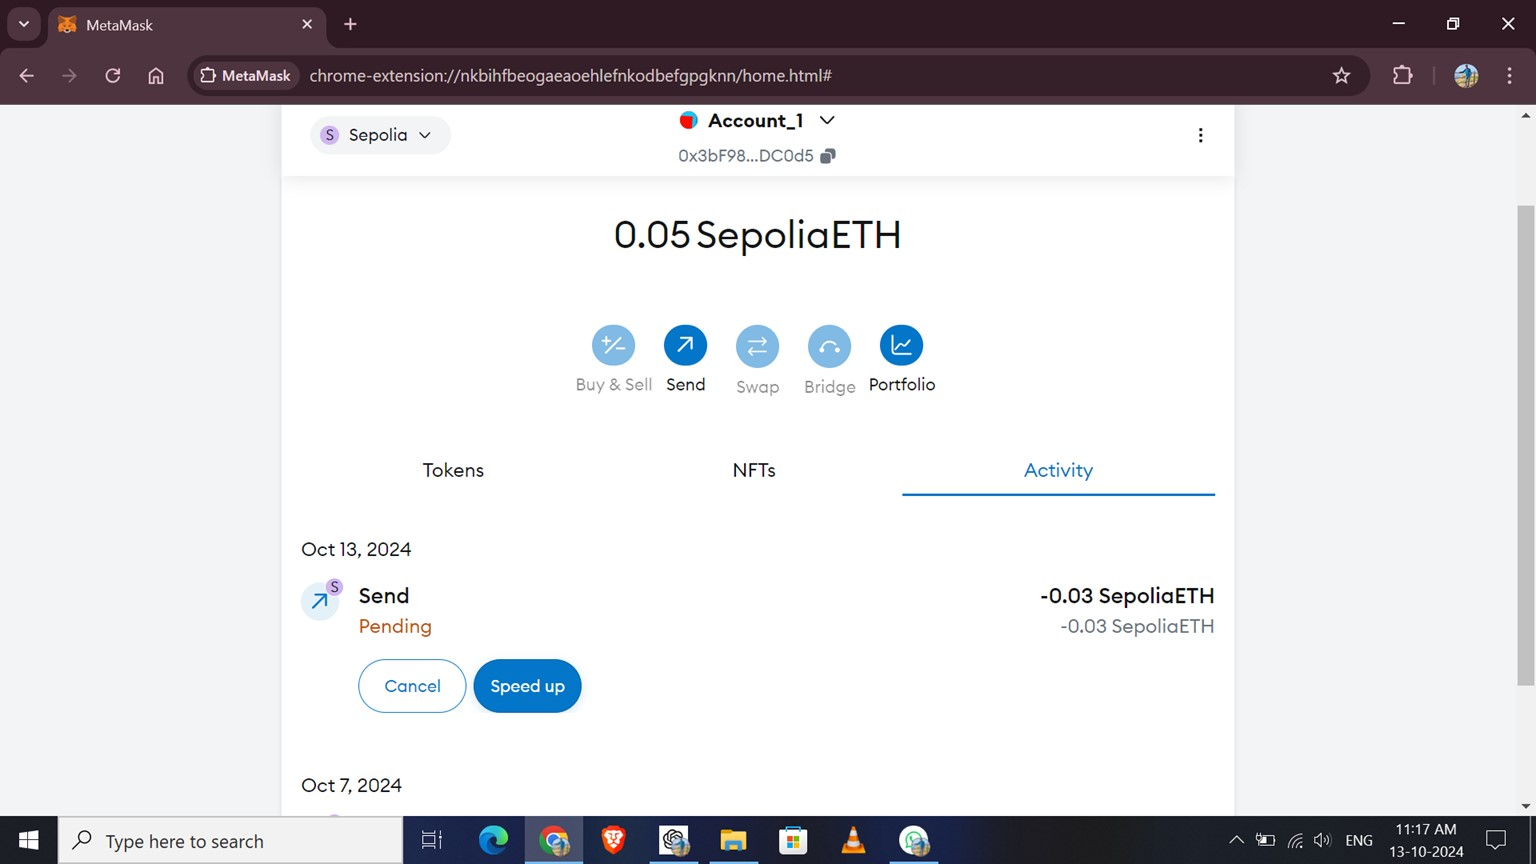 MetaMask
MetaMask
chrome-extension://nkbihfbeogaeaoehlefnkodbefgpgknn/home.html#
S Sepolia
Account_1
0x3bF98...DC0d5
0.05 SepoliaETH
Buy & Sell
Send
Swap
Bridge
Portfolio
Tokens
NFTs
Activity
Oct 13, 2024
S
Send
-0.03 SepoliaETH
Pending
-0.03 SepoliaETH
Cancel
Speed up
Oct 7, 2024
Type here to search
ENG
11:17 AM
13-10-2024